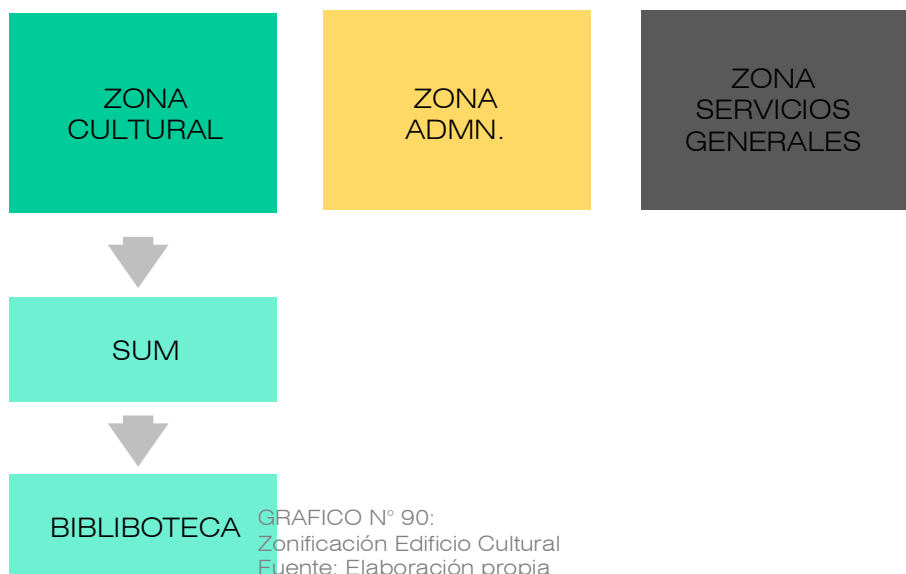 ZONA
CULTURAL
ZONA
ADMN.
ZONA
SERVICIOS
GENERALES
SUM
BIBLIBOTECA
GRAFICO N° 90:
Zonificación Edificio Cultural
Fuente: Elaboración propia